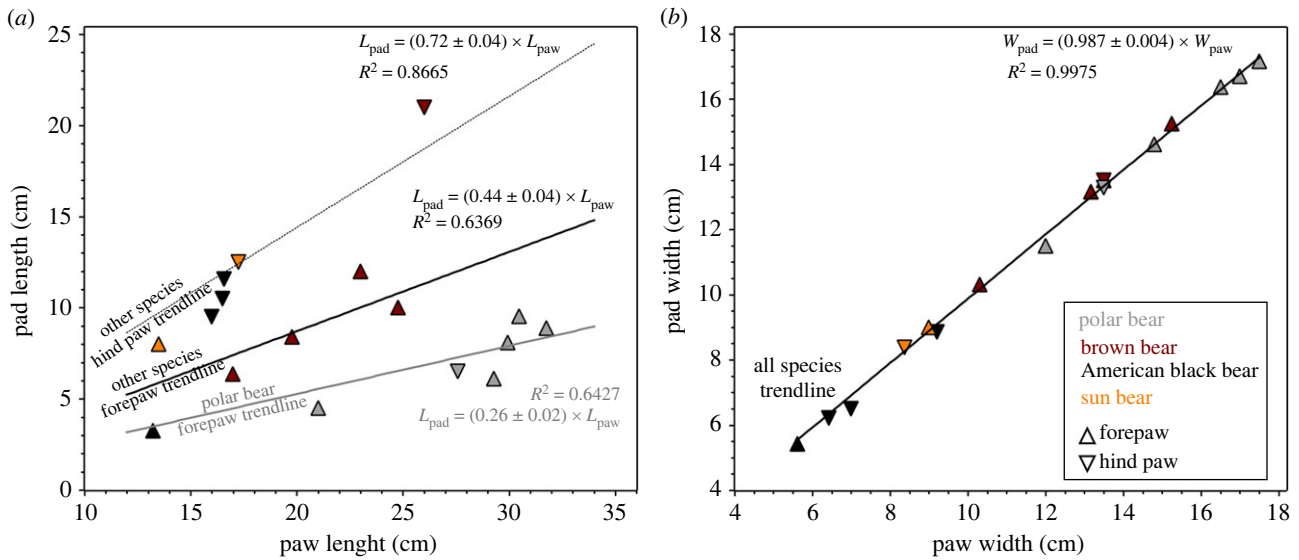 (a)
25
20
15
10
5
0
pad length (cm)
10
15
20
25
30
35
paw lenght (cm)
L_pad = (0.72 ± 0.04) × L_paw
R² = 0.8665
L_pad = (0.44 ± 0.04) × L_paw
R² = 0.6369
other species
hind paw trendline
other species
forepaw trendline
polar bear
forepaw trendline
R² = 0.6427
L_pad = (0.26 ± 0.02) × L_paw
(b)
18
16
14
12
10
8
6
4
pad width (cm)
4
6
8
10
12
14
16
18
paw width (cm)
W_pad = (0.987 ± 0.004) × W_paw
R² = 0.9975
all species
trendline
polar bear
brown bear
American black bear
sun bear
forepaw
hind paw